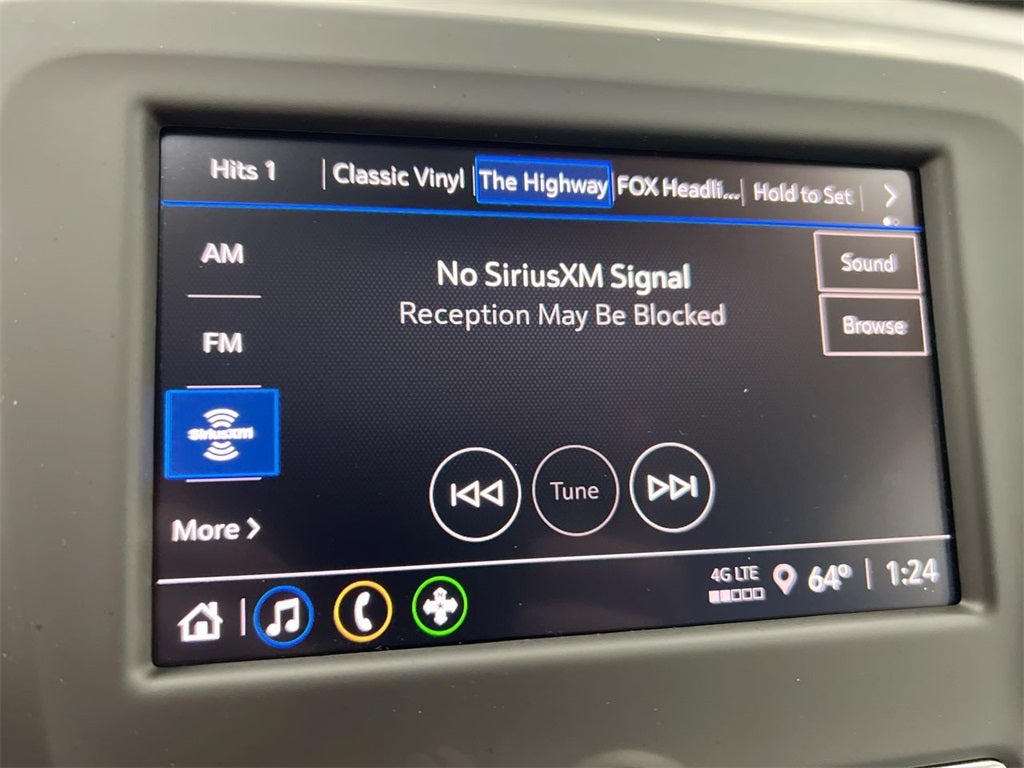 Hits 1
Classic Vinyl
The Highway
FOX Headli...
Hold to Set
AM
No SiriusXM Signal
Reception May Be Blocked
Sound
Browse
FM
SiriusXM
Tune
More
4G LTE
64°
1:24